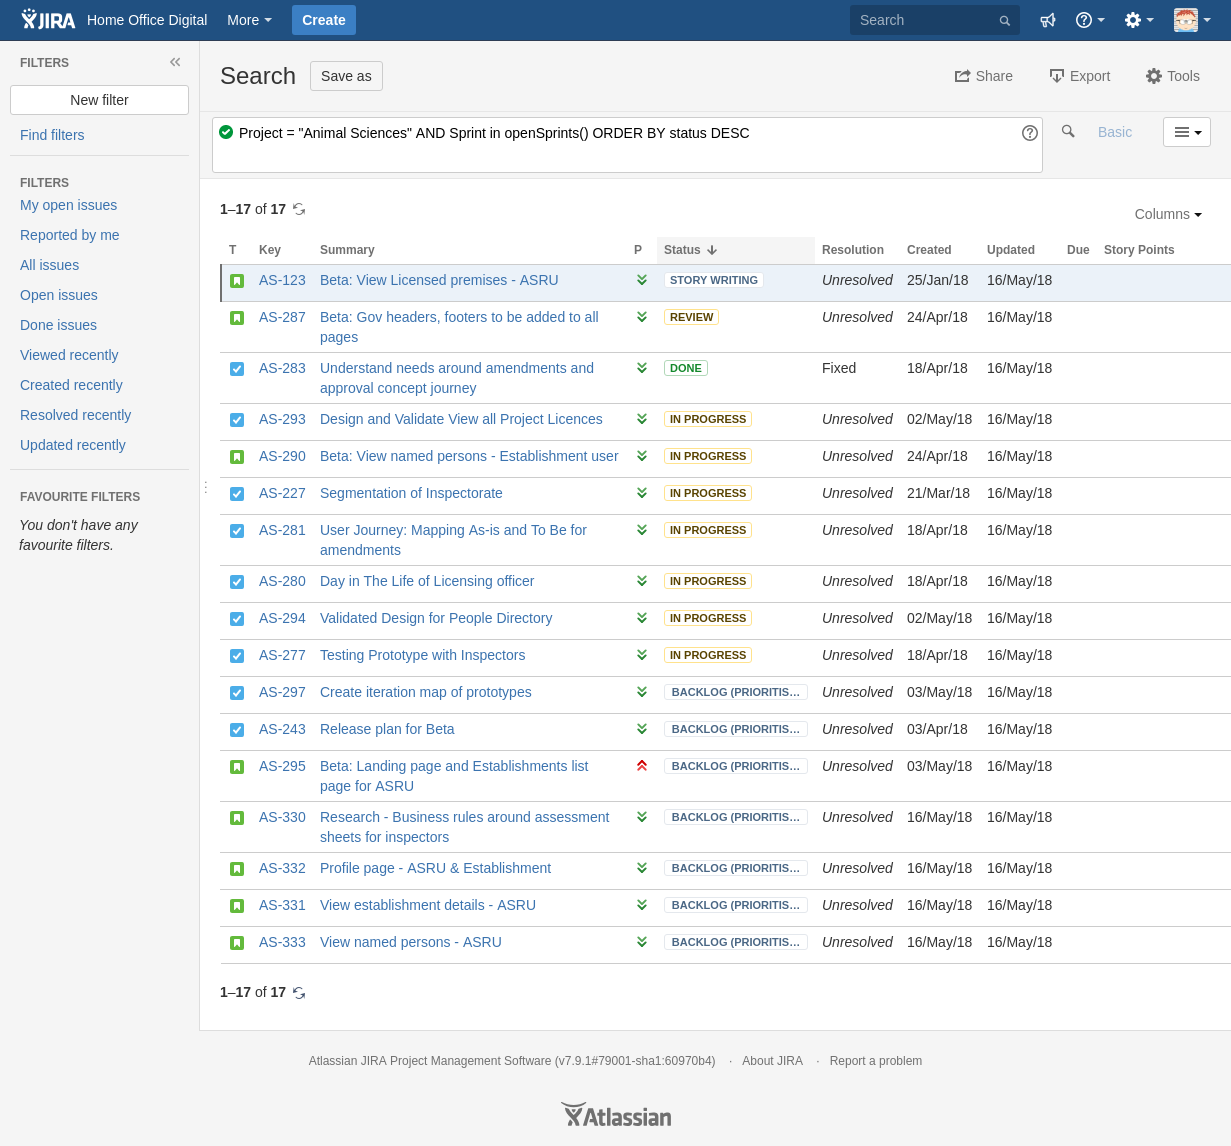 JIRA Home Office Digital More Create Search
FILTERS
New filter
Find filters
FILTERS
My open issues
Reported by me
All issues
Open issues
Done issues
Viewed recently
Created recently
Resolved recently
Updated recently
FAVOURITE FILTERS
You don't have any
favourite filters.
Search Save as Share Export Tools
Project = "Animal Sciences" AND Sprint in openSprints() ORDER BY status DESC
Basic
1–17 of 17
Columns
T Key Summary P Status Resolution Created Updated Due Story Points
AS-123 Beta: View Licensed premises - ASRU STORY WRITING Unresolved 25/Jan/18 16/May/18
AS-287 Beta: Gov headers, footers to be added to all REVIEW Unresolved 24/Apr/18 16/May/18
pages
AS-283 Understand needs around amendments and DONE Fixed 18/Apr/18 16/May/18
approval concept journey
AS-293 Design and Validate View all Project Licences IN PROGRESS Unresolved 02/May/18 16/May/18
AS-290 Beta: View named persons - Establishment user IN PROGRESS Unresolved 24/Apr/18 16/May/18
AS-227 Segmentation of Inspectorate IN PROGRESS Unresolved 21/Mar/18 16/May/18
AS-281 User Journey: Mapping As-is and To Be for IN PROGRESS Unresolved 18/Apr/18 16/May/18
amendments
AS-280 Day in The Life of Licensing officer IN PROGRESS Unresolved 18/Apr/18 16/May/18
AS-294 Validated Design for People Directory IN PROGRESS Unresolved 02/May/18 16/May/18
AS-277 Testing Prototype with Inspectors IN PROGRESS Unresolved 18/Apr/18 16/May/18
AS-297 Create iteration map of prototypes BACKLOG (PRIORITIS… Unresolved 03/May/18 16/May/18
AS-243 Release plan for Beta BACKLOG (PRIORITIS… Unresolved 03/Apr/18 16/May/18
AS-295 Beta: Landing page and Establishments list BACKLOG (PRIORITIS… Unresolved 03/May/18 16/May/18
page for ASRU
AS-330 Research - Business rules around assessment BACKLOG (PRIORITIS… Unresolved 16/May/18 16/May/18
sheets for inspectors
AS-332 Profile page - ASRU & Establishment BACKLOG (PRIORITIS… Unresolved 16/May/18 16/May/18
AS-331 View establishment details - ASRU BACKLOG (PRIORITIS… Unresolved 16/May/18 16/May/18
AS-333 View named persons - ASRU BACKLOG (PRIORITIS… Unresolved 16/May/18 16/May/18
1–17 of 17
Atlassian JIRA Project Management Software (v7.9.1#79001-sha1:60970b4) · About JIRA · Report a problem
Atlassian